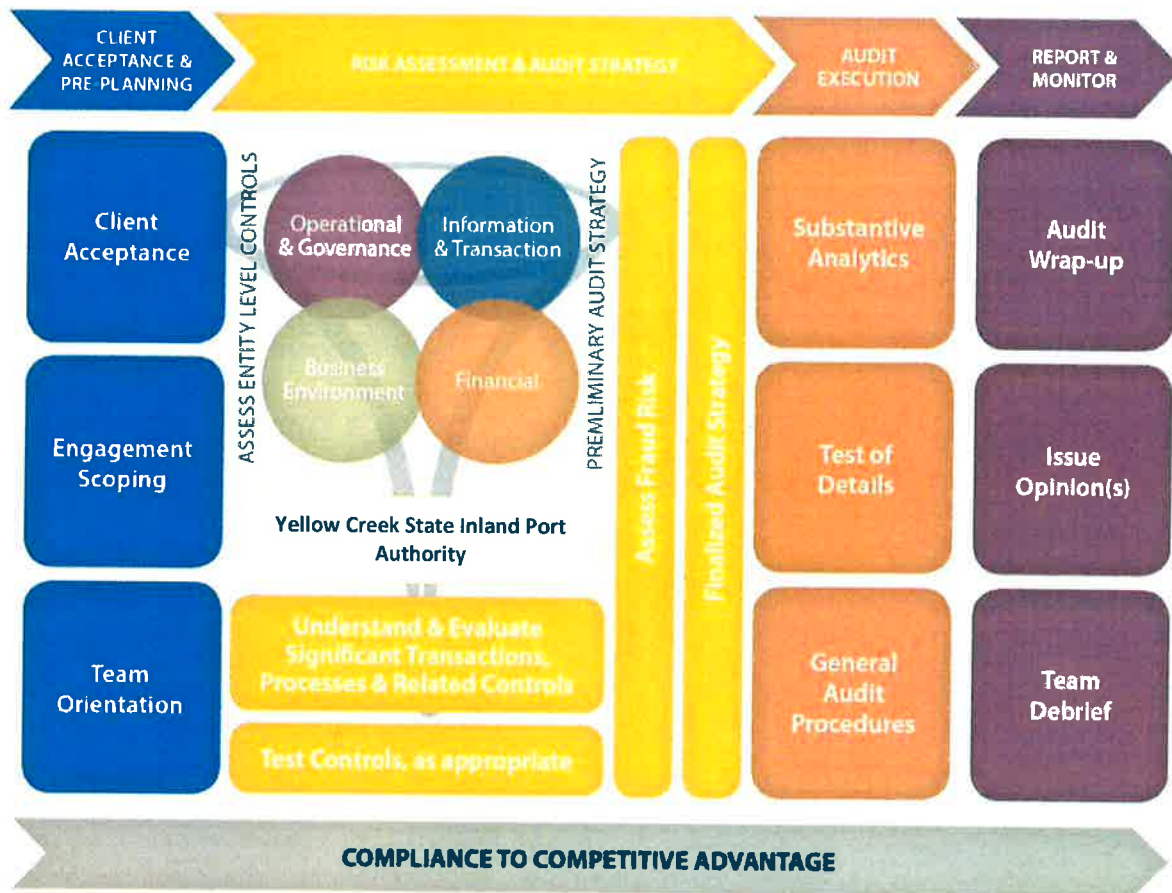 CLIENT
ACCEPTANCE &
PRE-PLANNING
RISK ASSESSMENT & AUDIT STRATEGY
AUDIT
EXECUTION
REPORT &
MONITOR
Client
Acceptance
Engagement
Scoping
Team
Orientation
ASSESS ENTITY LEVEL CONTROLS
Operational
& Governance
Information
& Transaction
Business
Environment
Financial
PREMLIMINARY AUDIT STRATEGY
Yellow Creek State Inland Port
Authority
Understand & Evaluate
Significant Transactions,
Processes & Related Controls
Test Controls, as appropriate
Assess Fraud Risk
Finalized Audit Strategy
Substantive
Analytics
Test of
Details
General
Audit
Procedures
Audit
Wrap-up
Issue
Opinion(s)
Team
Debrief
COMPLIANCE TO COMPETITIVE ADVANTAGE